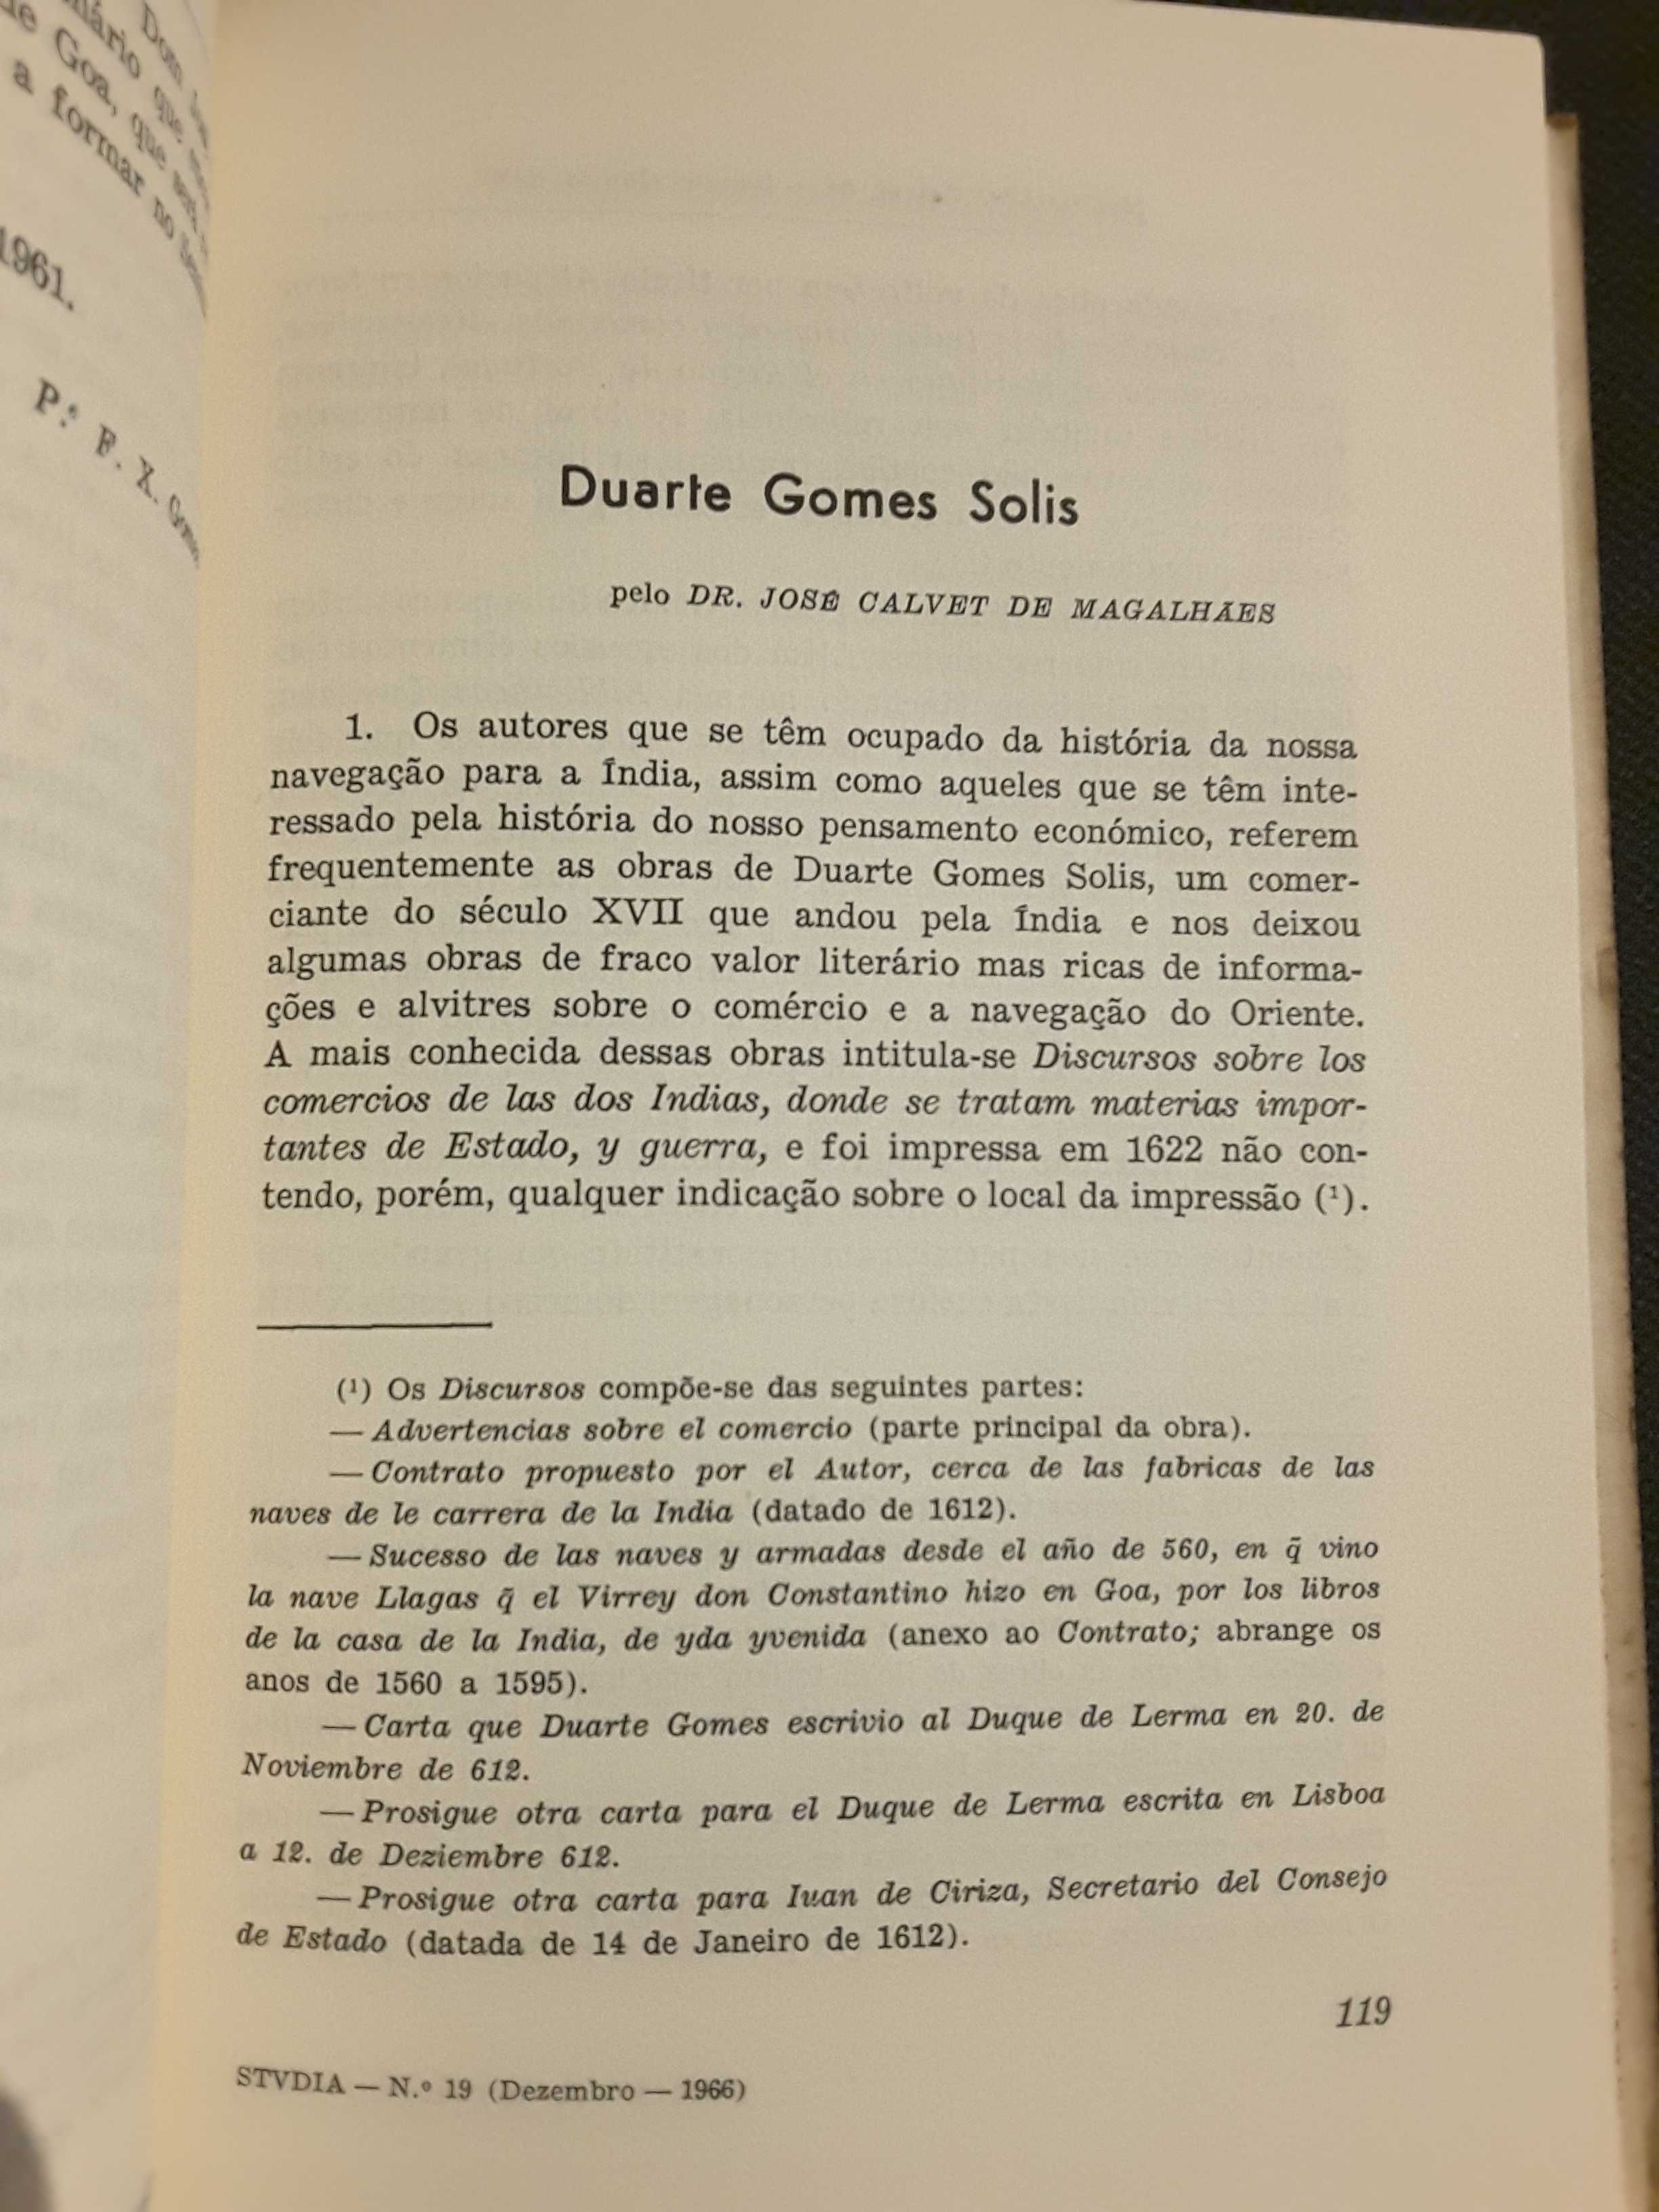 Dom
ário que
de Goa, que
a formar no
1961.
P.e F. X. Gomes
Duarte Gomes Solis
pelo DR. JOSÉ CALVET DE MAGALHÃES
1. Os autores que se têm ocupado da história da nossa
navegação para a Índia, assim como aqueles que se têm inte-
ressado pela história do nosso pensamento económico, referem
frequentemente as obras de Duarte Gomes Solis, um comer-
ciante do século XVII que andou pela Índia e nos deixou
algumas obras de fraco valor literário mas ricas de informa-
ções e alvitres sobre o comércio e a navegação do Oriente.
A mais conhecida dessas obras intitula-se Discursos sobre los
comercios de las dos Indias, donde se tratam materias impor-
tantes de Estado, y guerra, e foi impressa em 1622 não con-
tendo, porém, qualquer indicação sobre o local da impressão (¹).
(¹) Os Discursos compõe-se das seguintes partes:
— Advertencias sobre el comercio (parte principal da obra).
— Contrato propuesto por el Autor, cerca de las fabricas de las
naves de le carrera de la India (datado de 1612).
— Sucesso de las naves y armadas desde el año de 560, en q̃ vino
la nave Llagas q̃ el Virrey don Constantino hizo en Goa, por los libros
de la casa de la India, de yda yvenida (anexo ao Contrato; abrange os
anos de 1560 a 1595).
— Carta que Duarte Gomes escrivio al Duque de Lerma en 20. de
Noviembre de 612.
— Prosigue otra carta para el Duque de Lerma escrita en Lisboa
a 12. de Deziembre 612.
— Prosigue otra carta para Iuan de Ciriza, Secretario del Consejo
de Estado (datada de 14 de Janeiro de 1612).
119
STVDIA — N.º 19 (Dezembro — 1966)